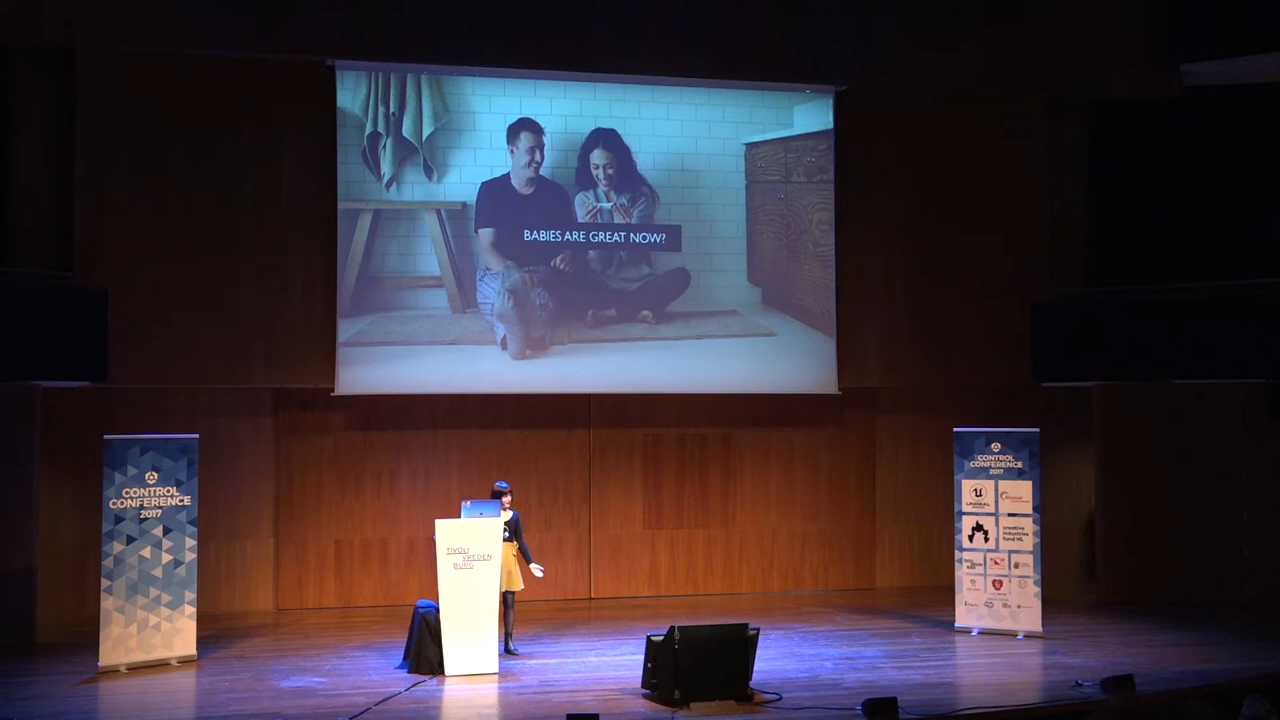 BABIES ARE GREAT NOW?
CONTROL
CONFERENCE
2017
TIVOLI
VREDEN
BURG
CONTROL
CONFERENCE
2017
UNREAL
creative
industries
fund NL